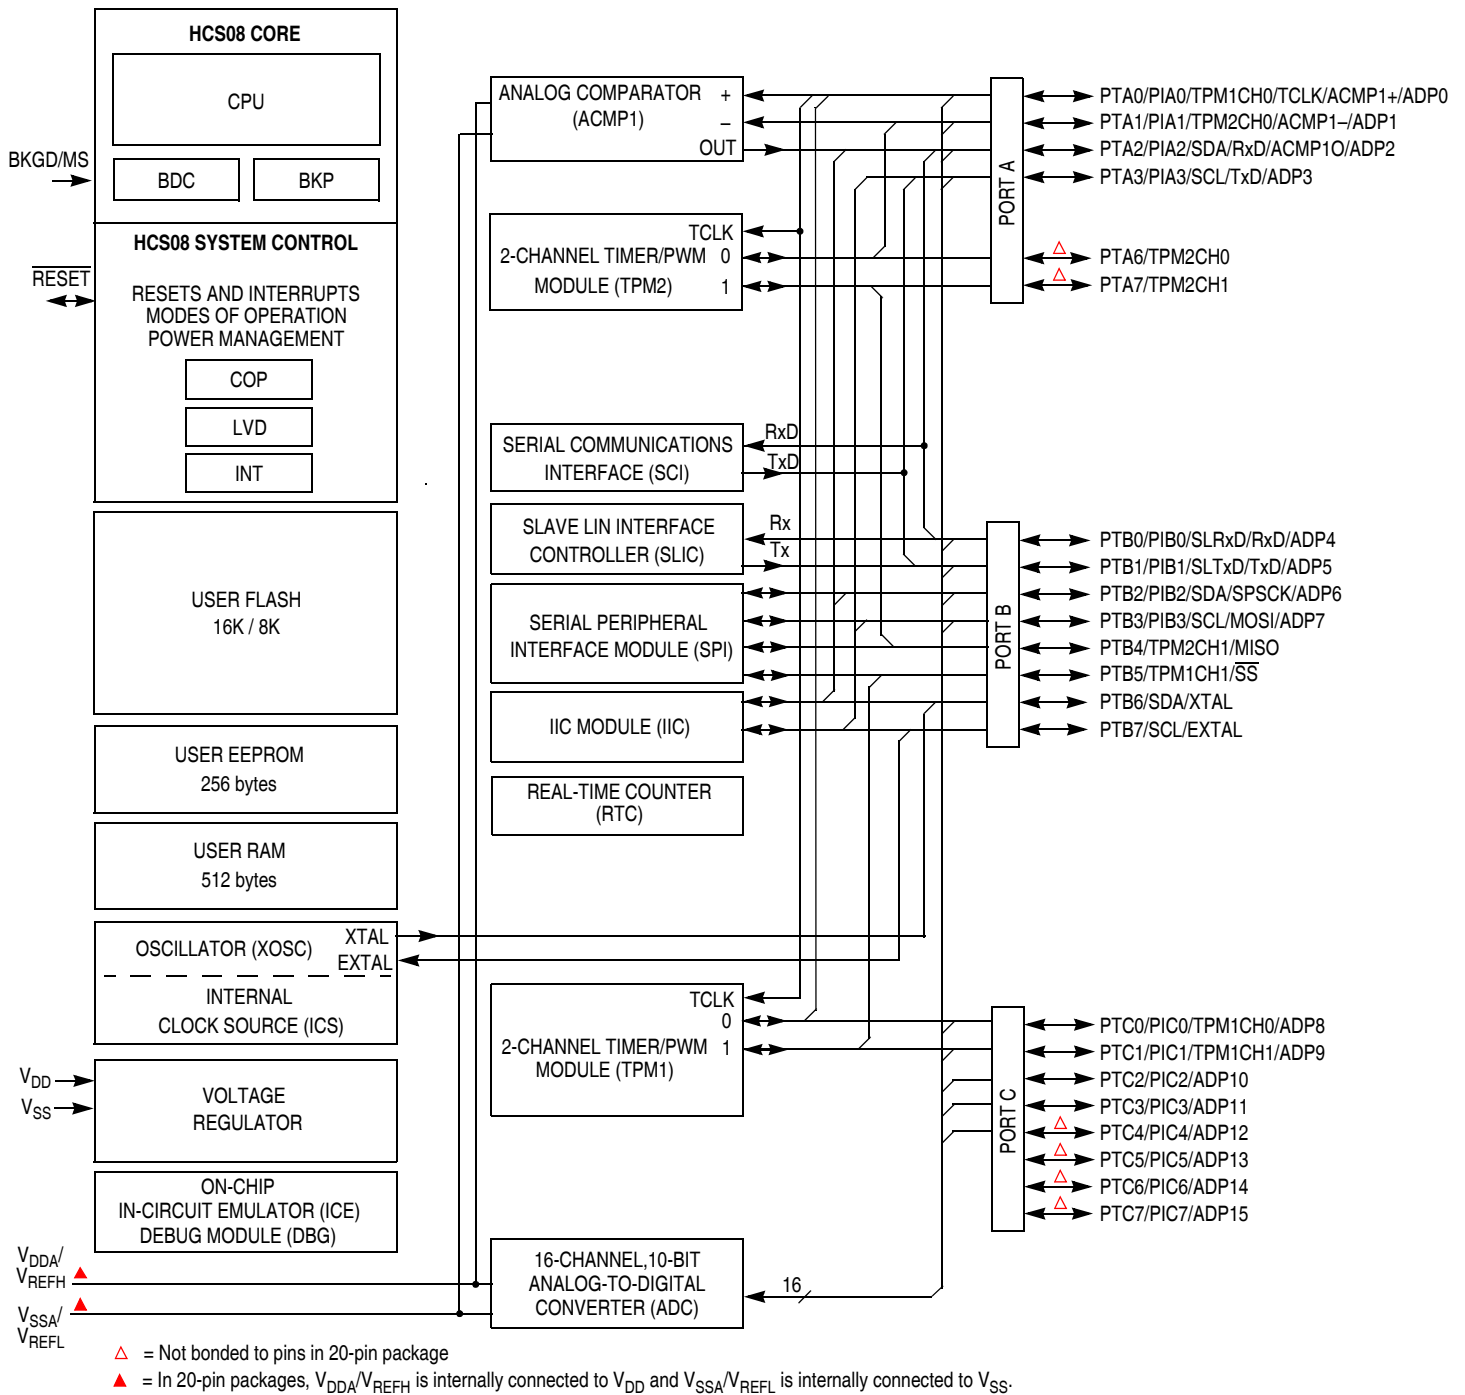 HCS08 CORE
CPU
BDC
BKP
BKGD/MS
HCS08 SYSTEM CONTROL
RESET
RESETS AND INTERRUPTS
MODES OF OPERATION
POWER MANAGEMENT
COP
LVD
INT
USER FLASH
16K / 8K
USER EEPROM
256 bytes
USER RAM
512 bytes
OSCILLATOR (XOSC)
XTAL
EXTAL
INTERNAL
CLOCK SOURCE (ICS)
VDD
VSS
VOLTAGE
REGULATOR
ON-CHIP
IN-CIRCUIT EMULATOR (ICE)
DEBUG MODULE (DBG)
VDDA/
VREFH
VSSA/
VREFL
ANALOG COMPARATOR
(ACMP1)
+
–
OUT
TCLK
2-CHANNEL TIMER/PWM 0
MODULE (TPM2) 1
SERIAL COMMUNICATIONS
INTERFACE (SCI)
RxD
TxD
SLAVE LIN INTERFACE
CONTROLLER (SLIC)
Rx
Tx
SERIAL PERIPHERAL
INTERFACE MODULE (SPI)
IIC MODULE (IIC)
REAL-TIME COUNTER
(RTC)
TCLK
0
2-CHANNEL TIMER/PWM 1
MODULE (TPM1)
16-CHANNEL,10-BIT
ANALOG-TO-DIGITAL
CONVERTER (ADC)
16
PORT A
PTA0/PIA0/TPM1CH0/TCLK/ACMP1+/ADP0
PTA1/PIA1/TPM2CH0/ACMP1–/ADP1
PTA2/PIA2/SDA/RxD/ACMP1O/ADP2
PTA3/PIA3/SCL/TxD/ADP3
PTA6/TPM2CH0
PTA7/TPM2CH1
PORT B
PTB0/PIB0/SLRxD/RxD/ADP4
PTB1/PIB1/SLTxD/TxD/ADP5
PTB2/PIB2/SDA/SPSCK/ADP6
PTB3/PIB3/SCL/MOSI/ADP7
PTB4/TPM2CH1/MISO
PTB5/TPM1CH1/SS
PTB6/SDA/XTAL
PTB7/SCL/EXTAL
PORT C
PTC0/PIC0/TPM1CH0/ADP8
PTC1/PIC1/TPM1CH1/ADP9
PTC2/PIC2/ADP10
PTC3/PIC3/ADP11
PTC4/PIC4/ADP12
PTC5/PIC5/ADP13
PTC6/PIC6/ADP14
PTC7/PIC7/ADP15
△ = Not bonded to pins in 20-pin package
▲ = In 20-pin packages, VDDA/VREFH is internally connected to VDD and VSSA/VREFL is internally connected to VSS.